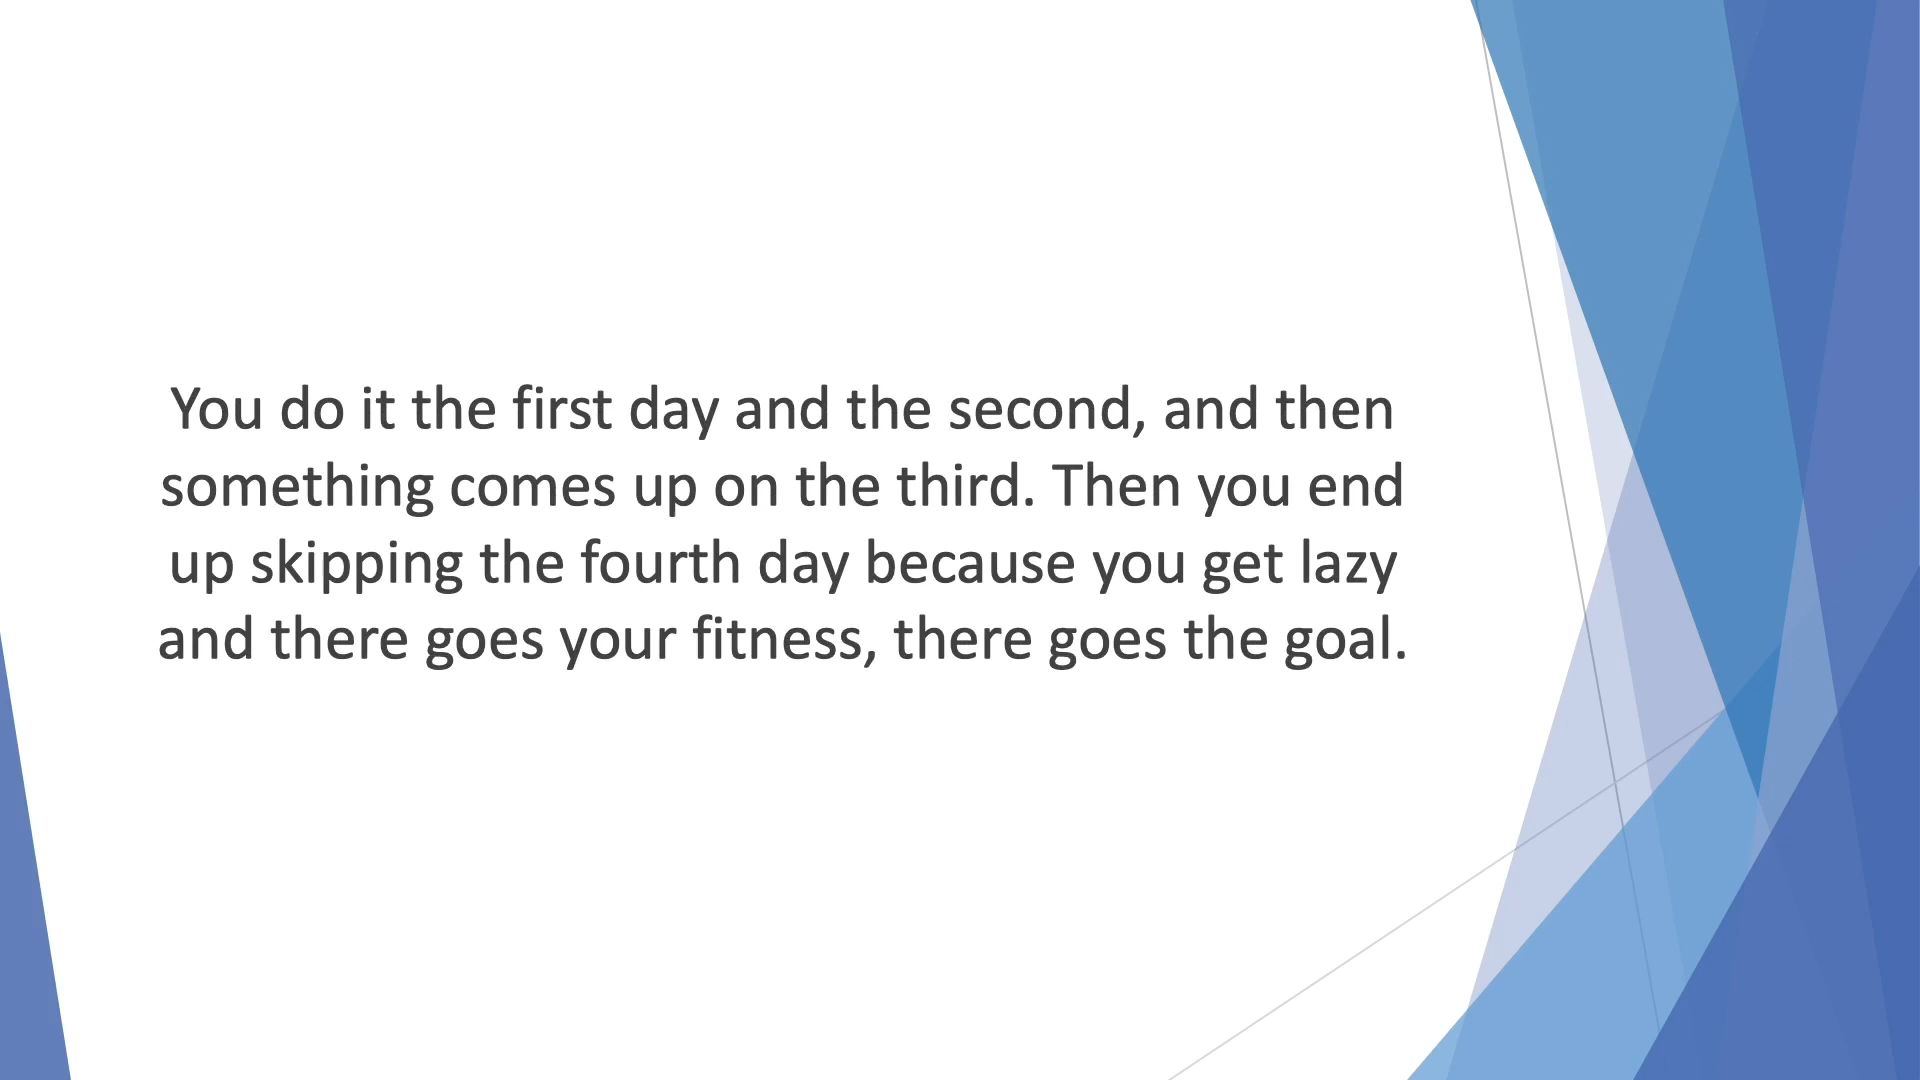 You do it the first day and the second, and then
something comes up on the third. Then you end
up skipping the fourth day because you get lazy
and there goes your fitness, there goes the goal.